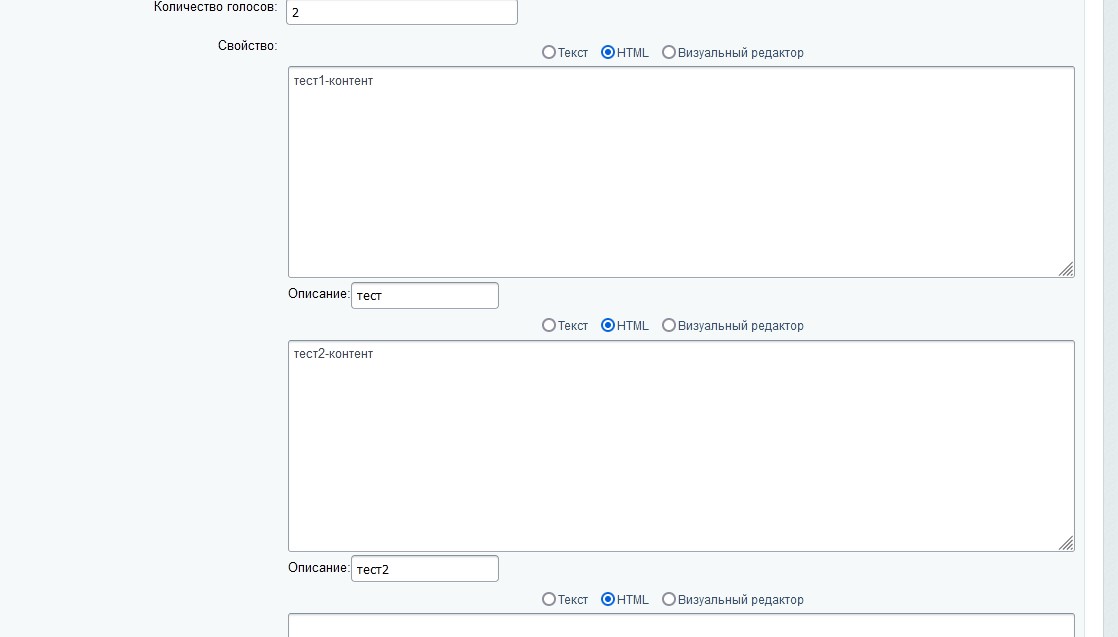 Количество голосов: 2
Свойство: Текст HTML Визуальный редактор
тест1-контент
Описание: тест
Текст HTML Визуальный редактор
тест2-контент
Описание: тест2
Текст HTML Визуальный редактор